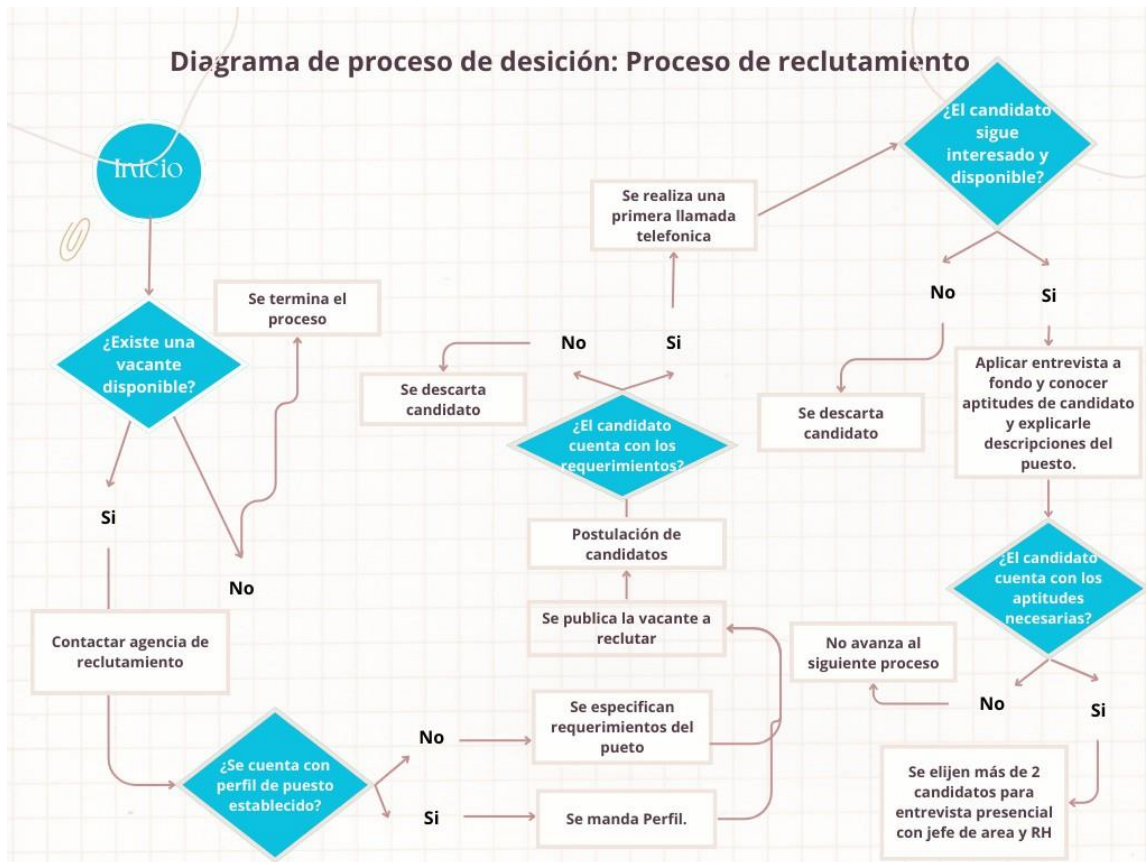 Diagrama de proceso de desición: Proceso de reclutamiento
Inicio
¿Existe una
vacante
disponible?
Se termina el
proceso
Si
No
Contactar agencia de
reclutamiento
¿Se cuenta con
perfil de puesto
establecido?
No
Si
Se especifican
requerimientos del
pueto
Se manda Perfil.
Se publica la vacante a
reclutar
Postulación de
candidatos
¿El candidato
cuenta con los
requerimientos?
No
Si
Se descarta
candidato
Se realiza una
primera llamada
telefonica
¿El candidato
sigue
interesado y
disponible?
No
Si
Se descarta
candidato
Aplicar entrevista a
fondo y conocer
aptitudes de candidato
y explicarle
descripciones del
puesto.
¿El candidato
cuenta con los
aptitudes
necesarias?
No
Si
No avanza al
siguiente proceso
Se elijen más de 2
candidatos para
entrevista presencial
con jefe de area y RH